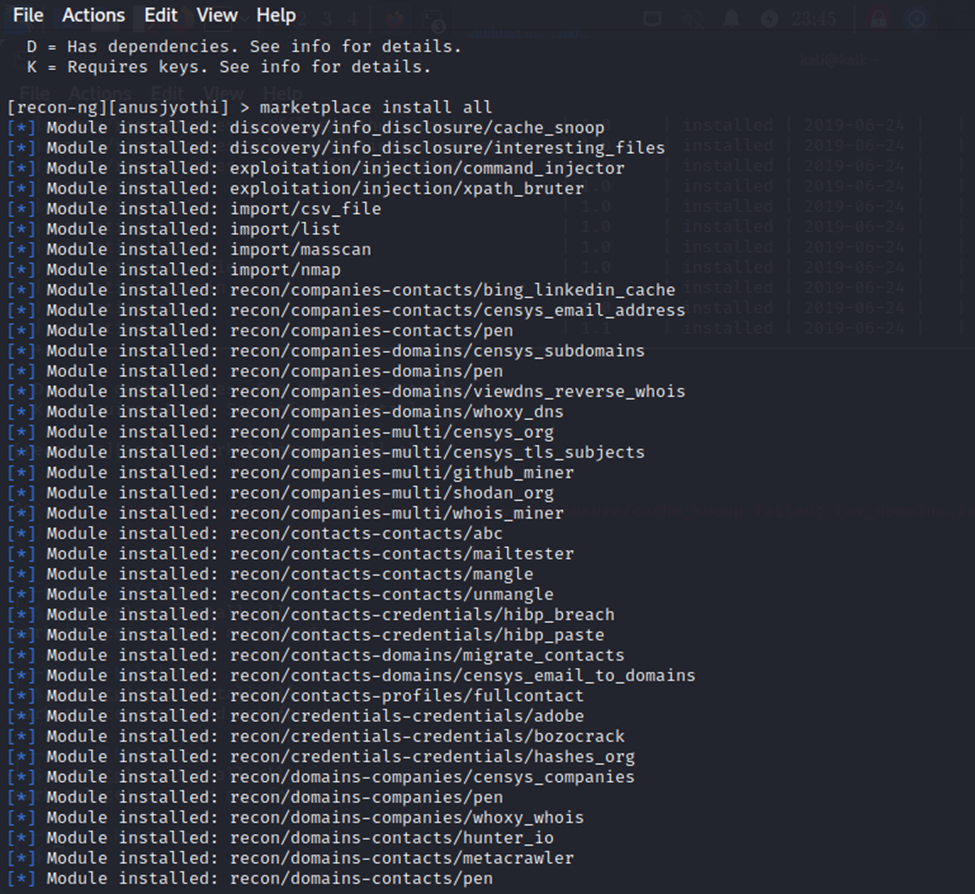 File Actions Edit View Help
D = Has dependencies. See info for details.
K = Requires keys. See info for details.
[recon-ng][anusjyothi] > marketplace install all
[*] Module installed: discovery/info_disclosure/cache_snoop
[*] Module installed: discovery/info_disclosure/interesting_files
[*] Module installed: exploitation/injection/command_injector
[*] Module installed: exploitation/injection/xpath_bruter
[*] Module installed: import/csv_file
[*] Module installed: import/list
[*] Module installed: import/masscan
[*] Module installed: import/nmap
[*] Module installed: recon/companies-contacts/bing_linkedin_cache
[*] Module installed: recon/companies-contacts/censys_email_address
[*] Module installed: recon/companies-contacts/pen
[*] Module installed: recon/companies-domains/censys_subdomains
[*] Module installed: recon/companies-domains/pen
[*] Module installed: recon/companies-domains/viewdns_reverse_whois
[*] Module installed: recon/companies-domains/whoxy_dns
[*] Module installed: recon/companies-multi/censys_org
[*] Module installed: recon/companies-multi/censys_tls_subjects
[*] Module installed: recon/companies-multi/github_miner
[*] Module installed: recon/companies-multi/shodan_org
[*] Module installed: recon/companies-multi/whois_miner
[*] Module installed: recon/contacts-contacts/abc
[*] Module installed: recon/contacts-contacts/mailtester
[*] Module installed: recon/contacts-contacts/mangle
[*] Module installed: recon/contacts-contacts/unmangle
[*] Module installed: recon/contacts-credentials/hibp_breach
[*] Module installed: recon/contacts-credentials/hibp_paste
[*] Module installed: recon/contacts-domains/migrate_contacts
[*] Module installed: recon/contacts-domains/censys_email_to_domains
[*] Module installed: recon/contacts-profiles/fullcontact
[*] Module installed: recon/credentials-credentials/adobe
[*] Module installed: recon/credentials-credentials/bozocrack
[*] Module installed: recon/credentials-credentials/hashes_org
[*] Module installed: recon/domains-companies/censys_companies
[*] Module installed: recon/domains-companies/pen
[*] Module installed: recon/domains-companies/whoxy_whois
[*] Module installed: recon/domains-contacts/hunter_io
[*] Module installed: recon/domains-contacts/metacrawler
[*] Module installed: recon/domains-contacts/pen